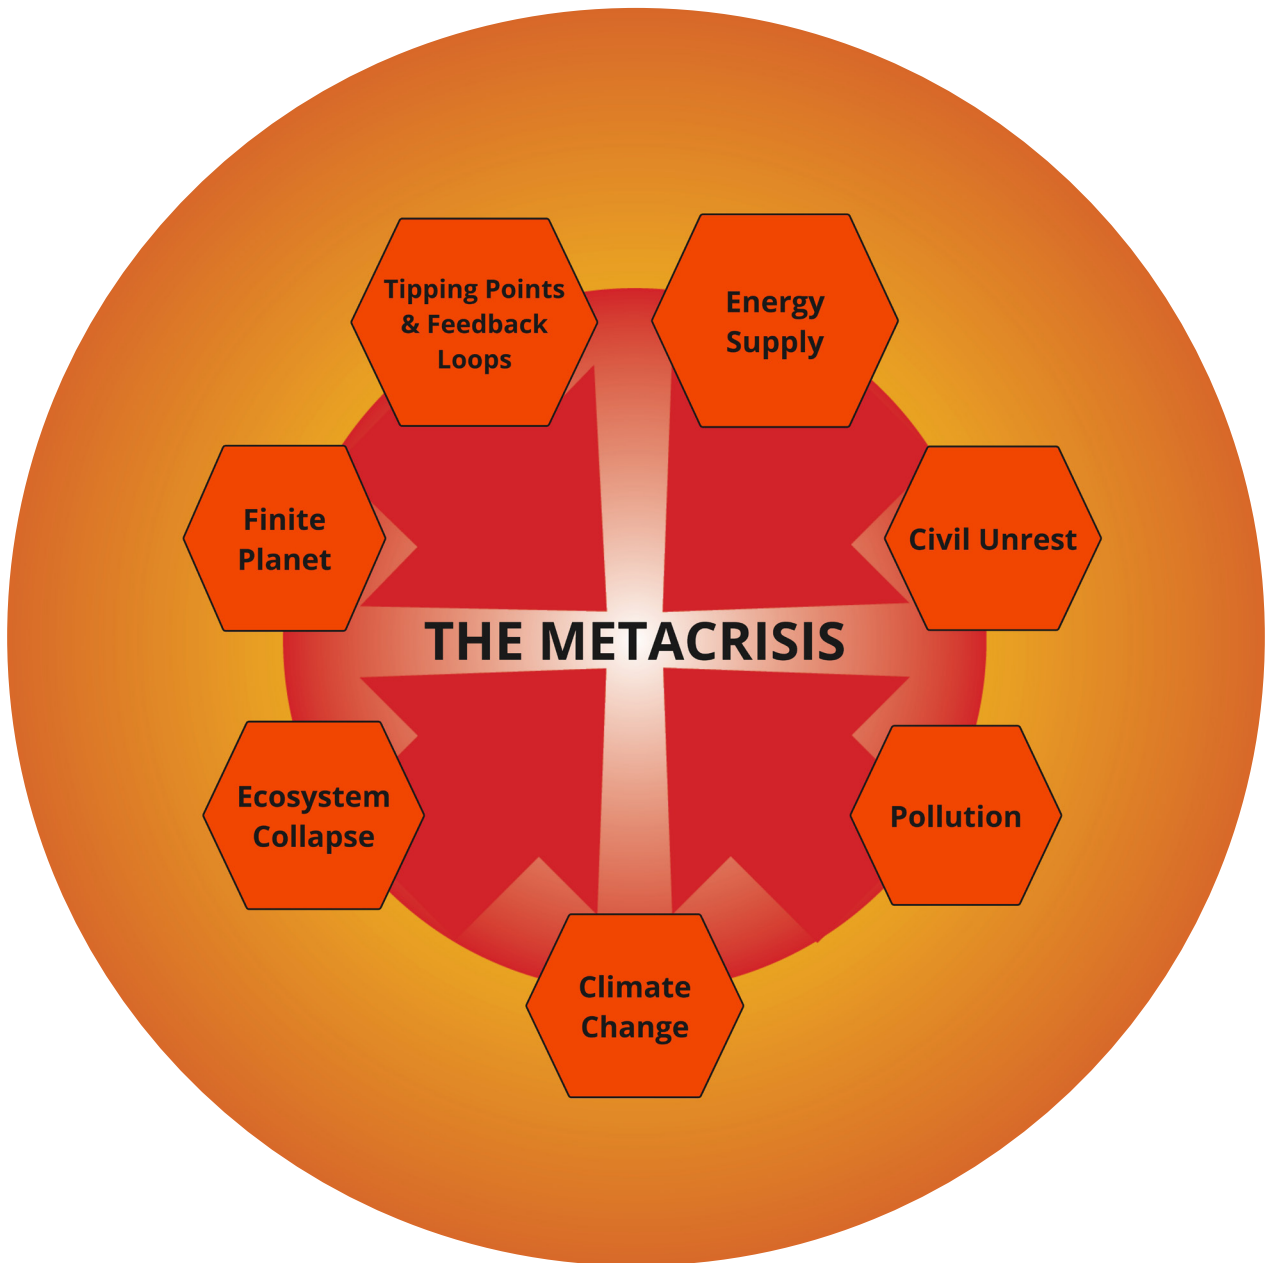 Tipping Points
& Feedback
Loops
Energy
Supply
Finite
Planet
Civil Unrest
THE METACRISIS
Ecosystem
Collapse
Pollution
Climate
Change